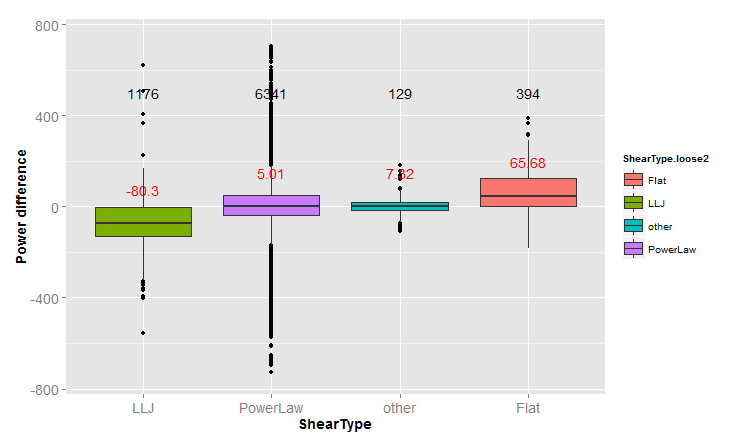 800
400
0
-400
-800
Power difference
1176
6341
129
394
-80.3
5.01
7.92
65.68
LLJ
PowerLaw
other
Flat
ShearType
ShearType.loose2
Flat
LLJ
other
PowerLaw